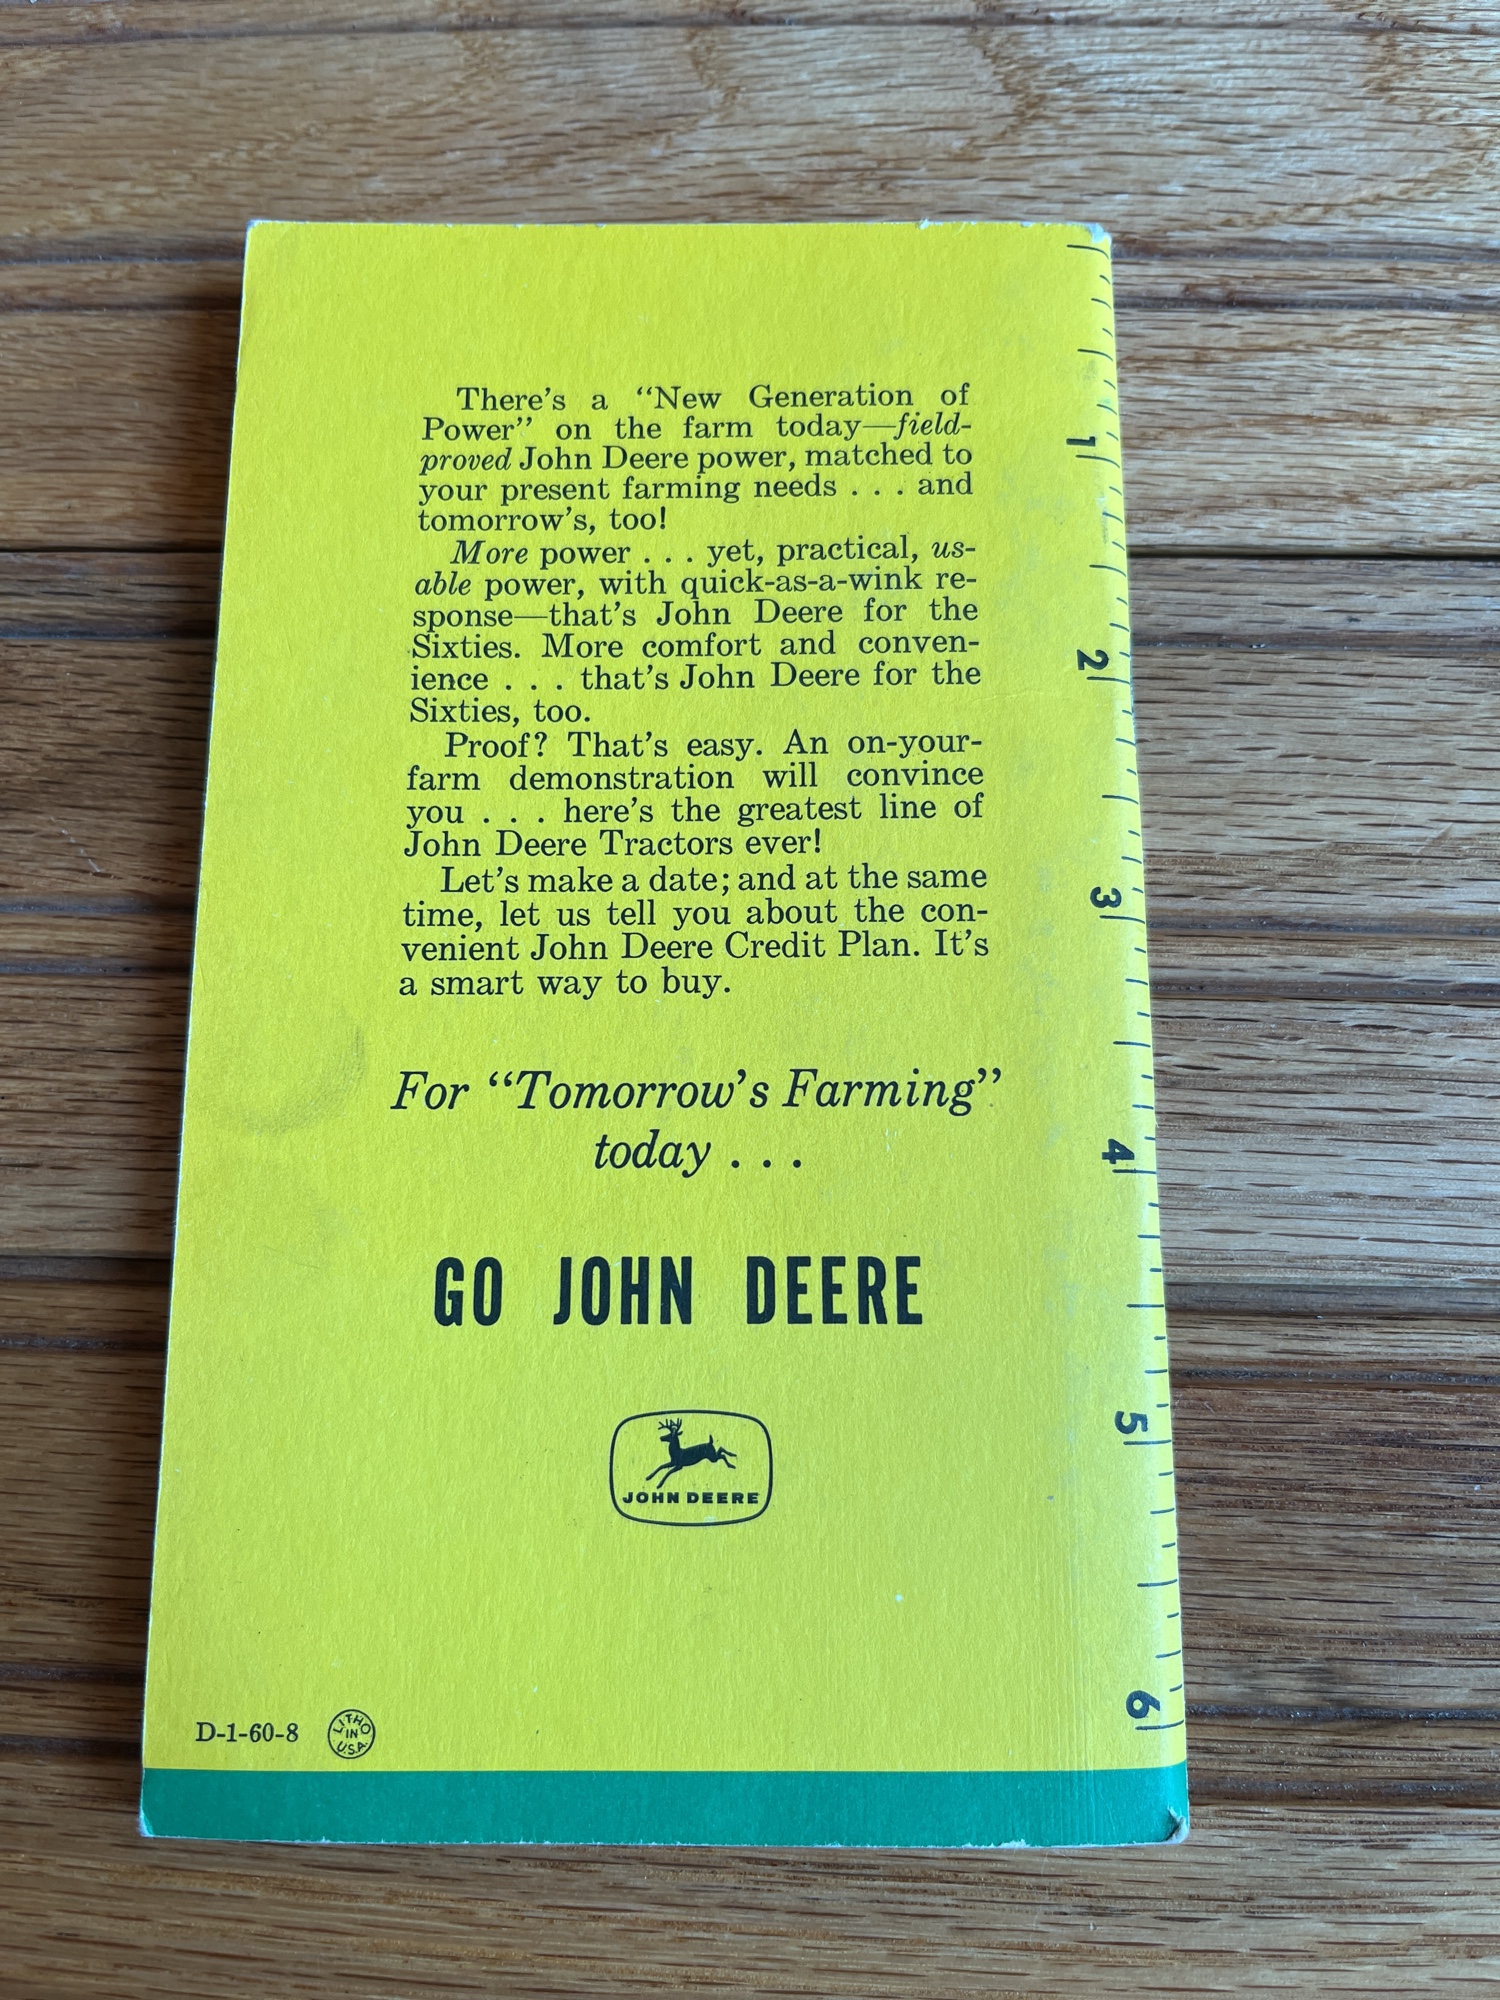 There's a "New Generation of
Power" on the farm today—field-
proved John Deere power, matched to
your present farming needs . . . and
tomorrow's, too!
More power . . . yet, practical, us-
able power, with quick-as-a-wink re-
sponse—that's John Deere for the
Sixties. More comfort and conven-
ience . . . that's John Deere for the
Sixties, too.
Proof? That's easy. An on-your-
farm demonstration will convince
you . . . here's the greatest line of
John Deere Tractors ever!
Let's make a date; and at the same
time, let us tell you about the con-
venient John Deere Credit Plan. It's
a smart way to buy.
For "Tomorrow's Farming"
today . . .
GO JOHN DEERE
JOHN DEERE
D-1-60-8
LITHO
IN
U.S.A.
1
2
3
4
5
6